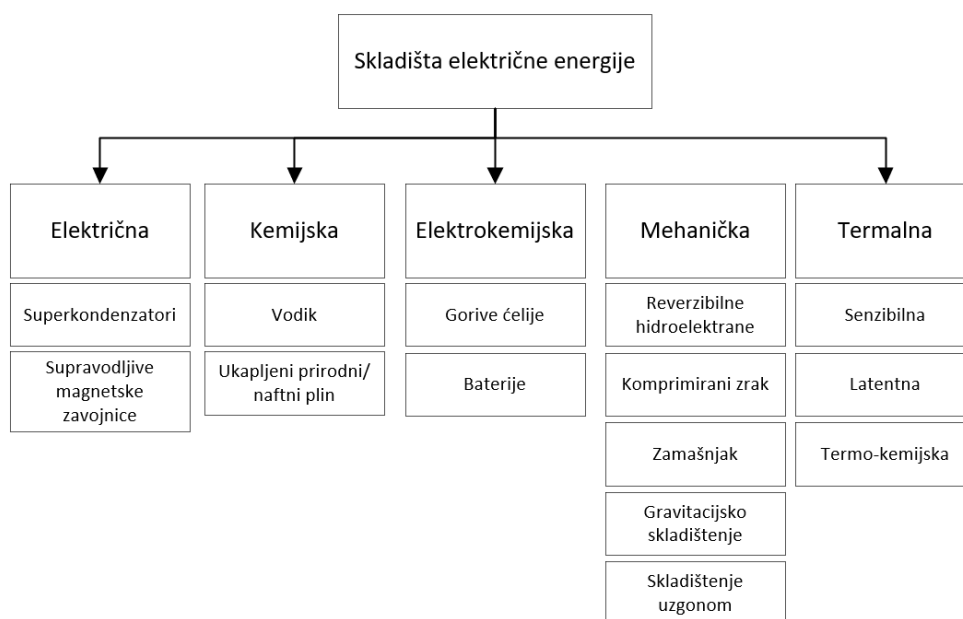 Skladišta električne energije
Električna
Kemijska
Elektrokemijska
Mehanička
Termalna
Superkondenzatori
Vodik
Gorive ćelije
Reverzibilne
hidroelektrane
Senzibilna
Supravodljive
magnetske
zavojnice
Ukapljeni prirodni/
naftni plin
Baterije
Komprimirani zrak
Latentna
Zamašnjak
Termo-kemijska
Gravitacijsko
skladištenje
Skladištenje
uzgonom